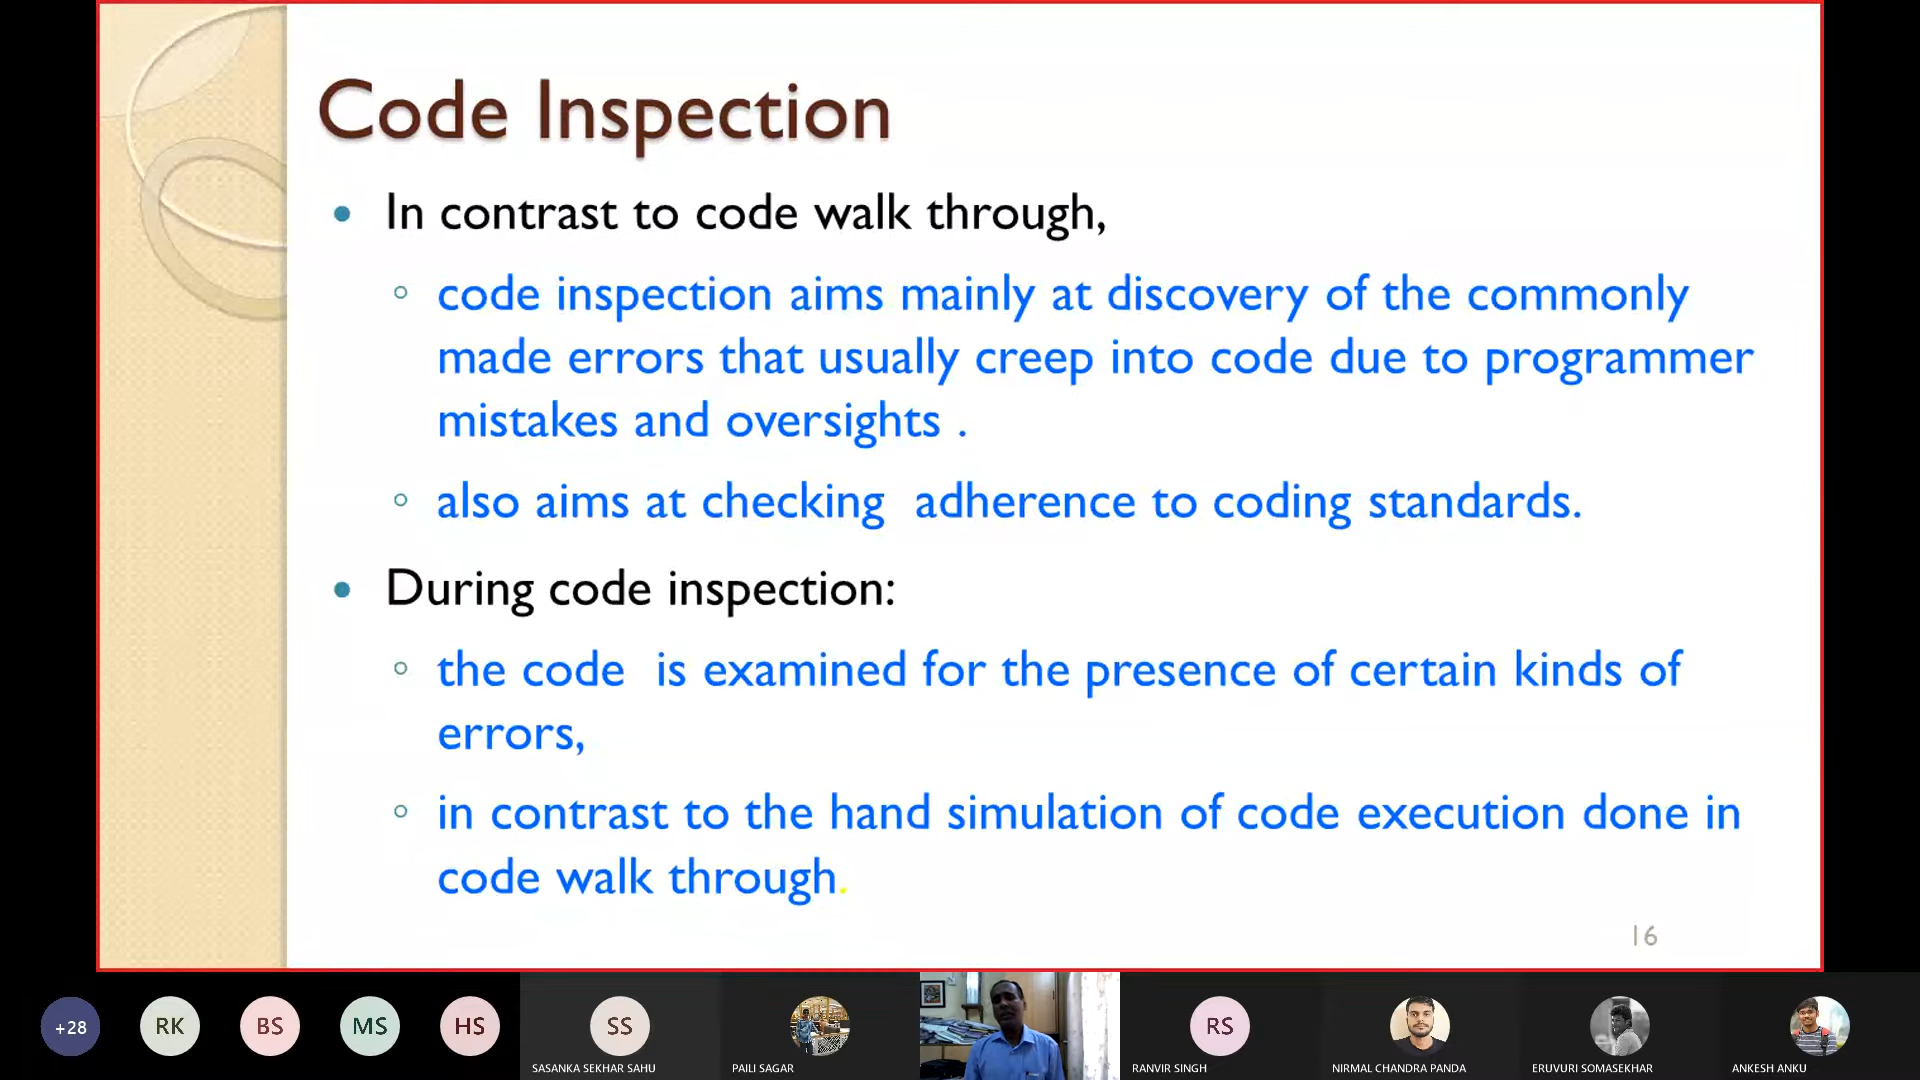 Code Inspection
• In contrast to code walk through,
◦ code inspection aims mainly at discovery of the commonly
made errors that usually creep into code due to programmer
mistakes and oversights .
◦ also aims at checking  adherence to coding standards.
• During code inspection:
◦ the code  is examined for the presence of certain kinds of
errors,
◦ in contrast to the hand simulation of code execution done in
code walk through.
16
+28
RK
BS
MS
HS
SS
SASANKA SEKHAR SAHU
PAILI SAGAR
RS
RANVIR SINGH
NIRMAL CHANDRA PANDA
ERUVURI SOMASEKHAR
ANKESH ANKU